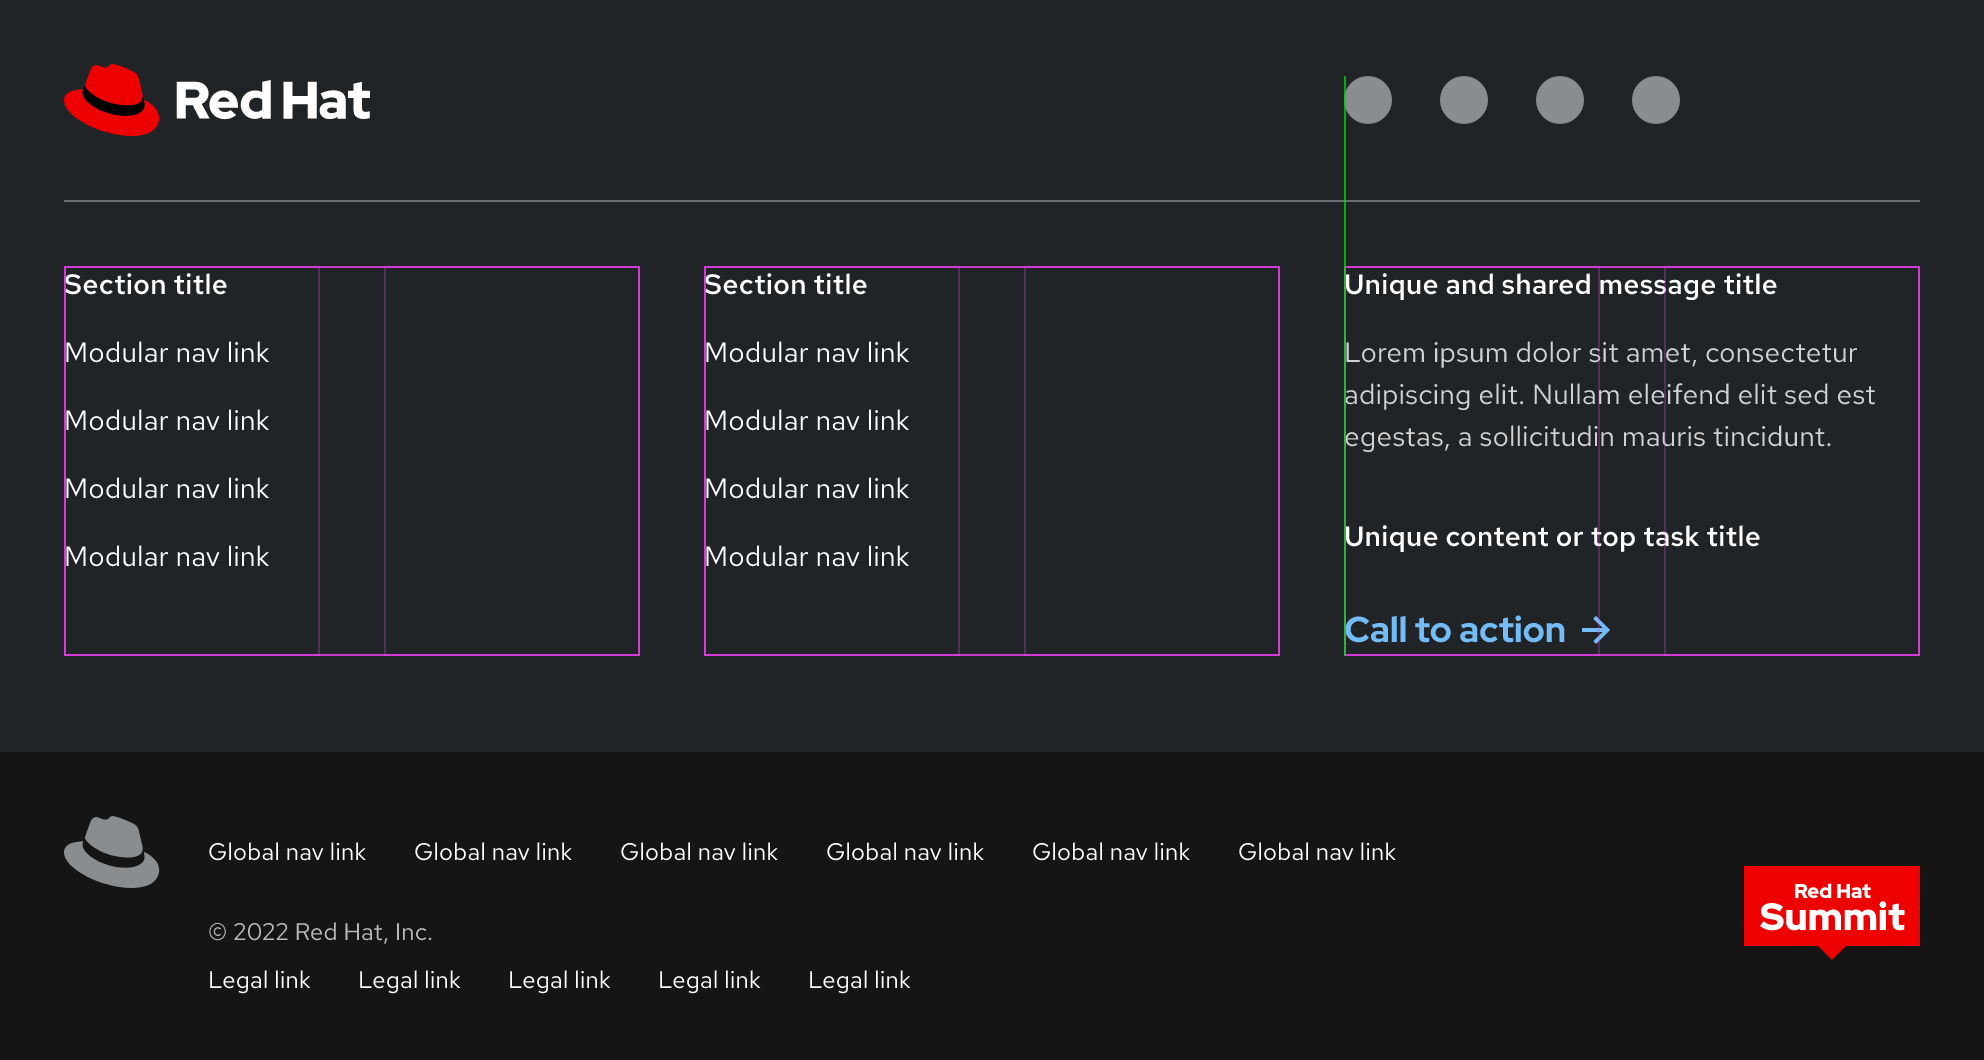 Red Hat
Section title
Modular nav link
Modular nav link
Modular nav link
Modular nav link
Section title
Modular nav link
Modular nav link
Modular nav link
Modular nav link
Unique and shared message title
Lorem ipsum dolor sit amet, consectetur
adipiscing elit. Nullam eleifend elit sed est
egestas, a sollicitudin mauris tincidunt.
Unique content or top task title
Call to action →
Global nav link Global nav link Global nav link Global nav link Global nav link Global nav link
© 2022 Red Hat, Inc.
Legal link Legal link Legal link Legal link Legal link
Red Hat
Summit